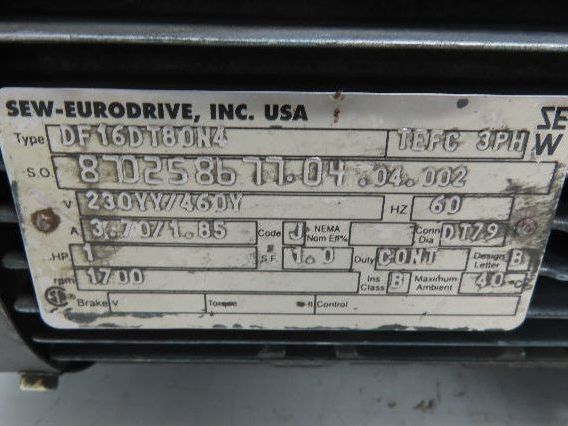 SEW-EURODRIVE, INC. USA SEW
Type DF16DT80N4 TEFC 3PH
S.O. 870258677.04.04.002
V 230YY/460Y HZ 60
A 3.70/1.85 Code J NEMA Nom Eff% Conn Dia DT79
HP 1 S.F. 1.0 Duty CONT Design Letter B
rpm 1700 Ins Class B Maximum Ambient 40 °C
Brake V Torque Control